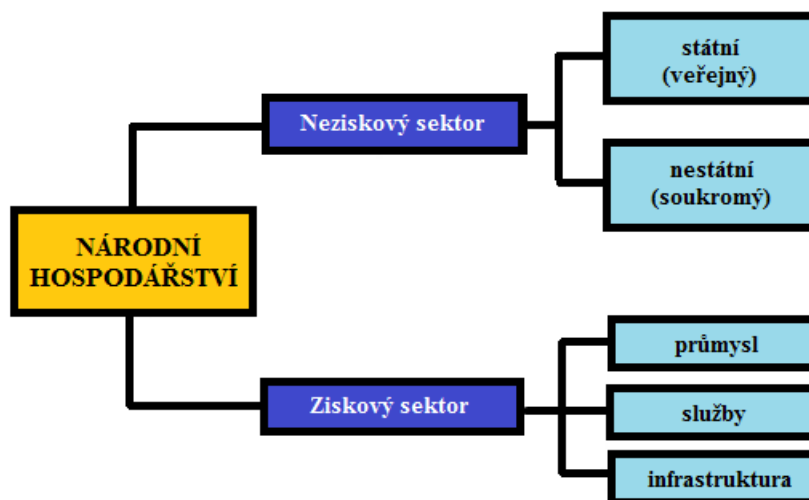 státní
(veřejný)
Neziskový sektor
nestátní
(soukromý)
NÁRODNÍ
HOSPODÁŘSTVÍ
průmysl
Ziskový sektor
služby
infrastruktura